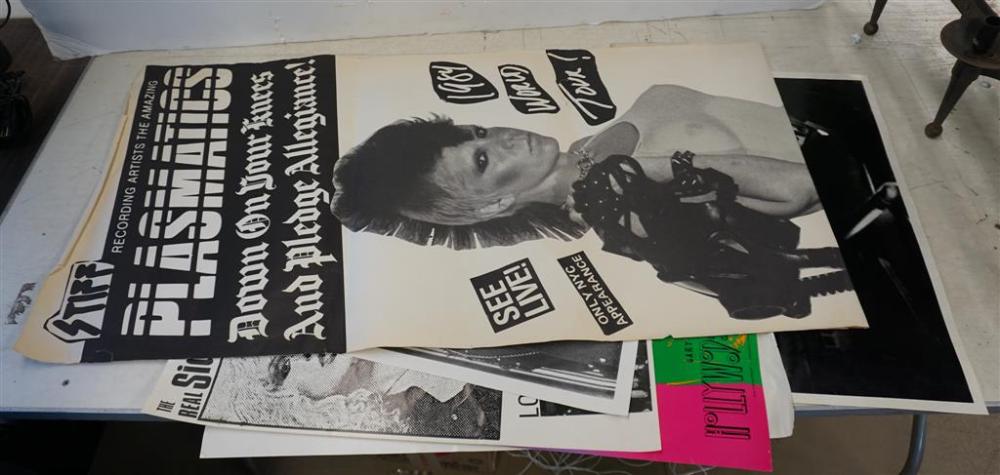 STIFF
RECORDING ARTISTS THE AMAZING
PLASMATICS
Down On Your Knees
And Pledge Allegiance!
1984
World
Tour!
SEE
LIVE!
ONLY NYC
APPEARANCE
THE
REAL